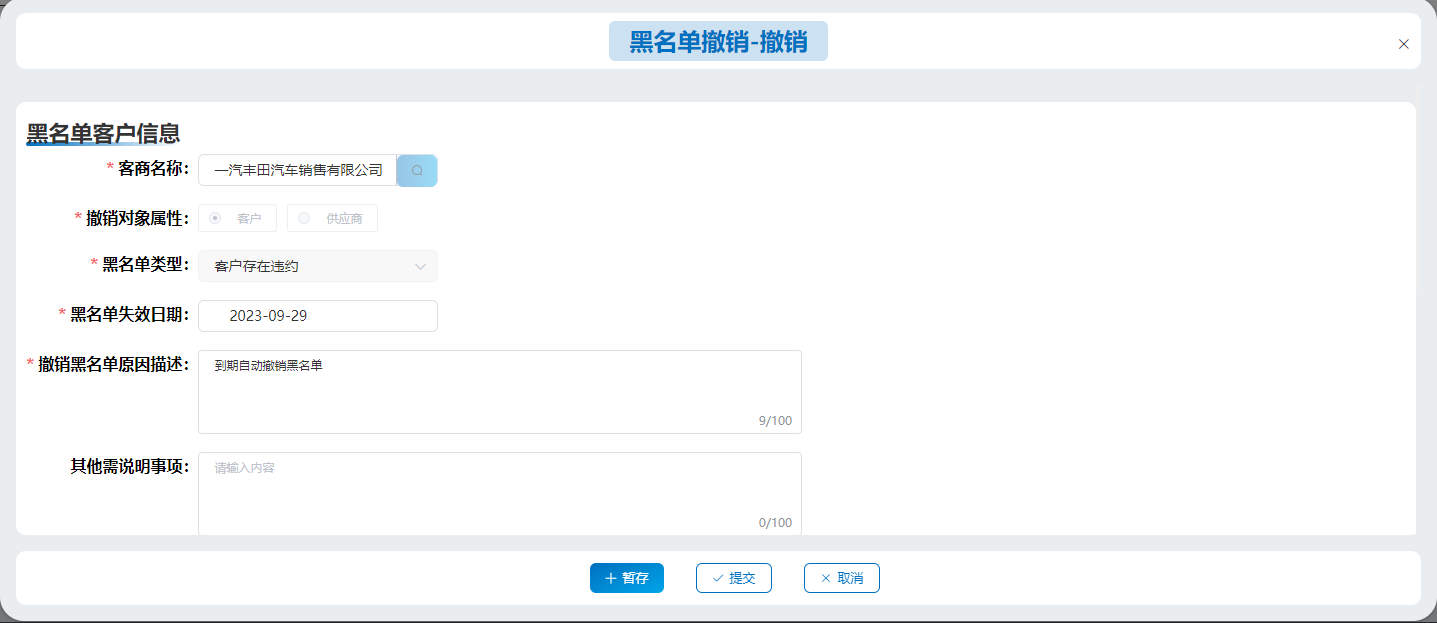 黑名单撤销-撤销
黑名单客户信息
* 客商名称： 一汽丰田汽车销售有限公司
* 撤销对象属性： 客户 供应商
* 黑名单类型： 客户存在违约
* 黑名单失效日期： 2023-09-29
* 撤销黑名单原因描述： 到期自动撤销黑名单
9/100
其他需说明事项： 请输入内容
0/100
暂存 提交 取消